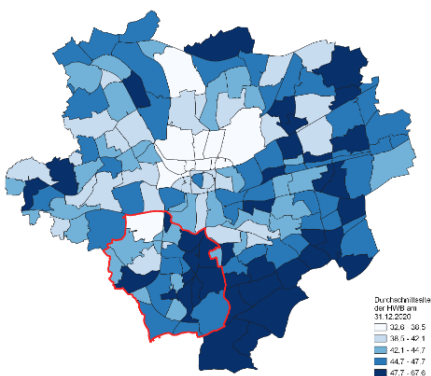 Durchschnittsalter
der HWB am
31.12.2020
32.6 - 38.5
38.5 - 42.1
42.1 - 44.7
44.7 - 47.7
47.7 - 67.6